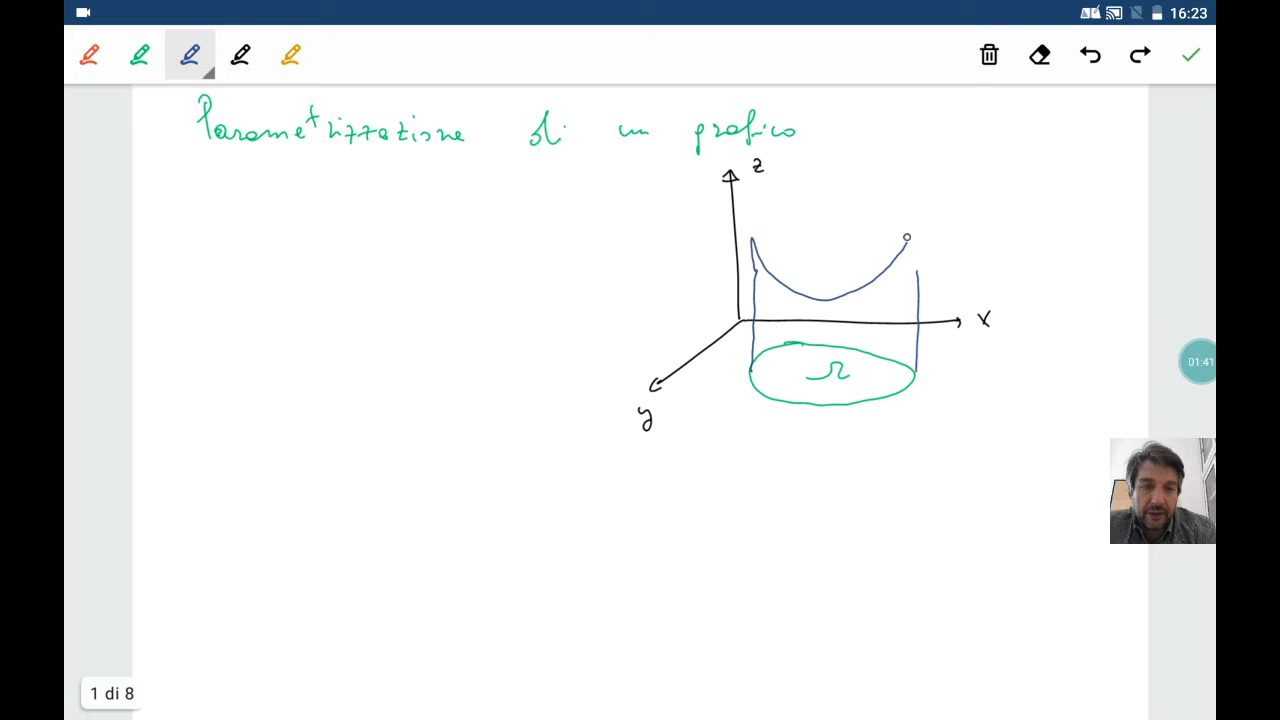 16:23
Parametrizzazione di un grafico
z
x
Ω
y
01:41
1 di 8